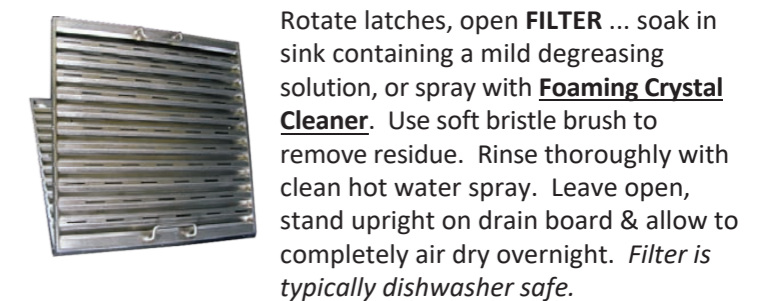 Rotate latches, open FILTER ... soak in
sink containing a mild degreasing
solution, or spray with Foaming Crystal
Cleaner.  Use soft bristle brush to
remove residue.  Rinse thoroughly with
clean hot water spray.  Leave open,
stand upright on drain board & allow to
completely air dry overnight.  Filter is
typically dishwasher safe.